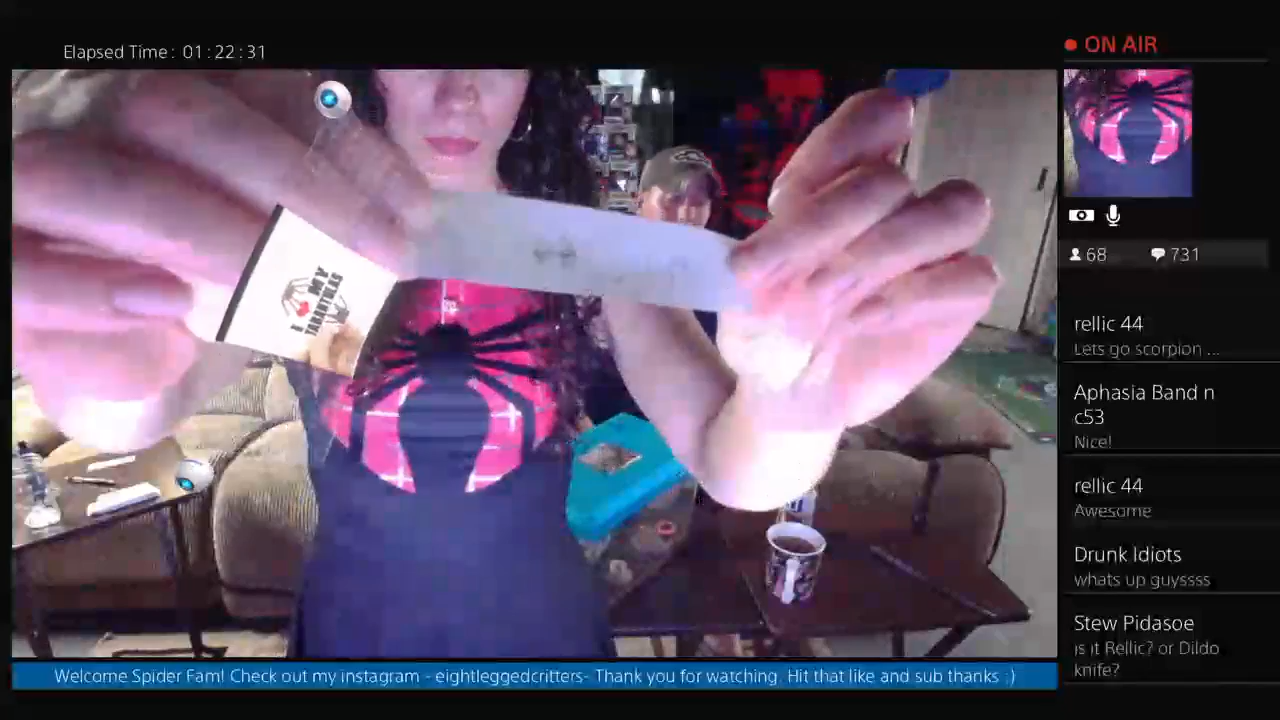 Elapsed Time: 01:22:31
ON AIR
68 731
rellic 44
Lets go scorpion ...
Aphasia Band n
c53
Nice!
rellic 44
Awesome
Drunk Idiots
whats up guyssss
Stew Pidasoe
is it Rellic? or Dildo
knife?
I MY
TARANTULAS
Welcome Spider Fam! Check out my instagram - eightleggedcritters- Thank you for watching. Hit that like and sub thanks :)